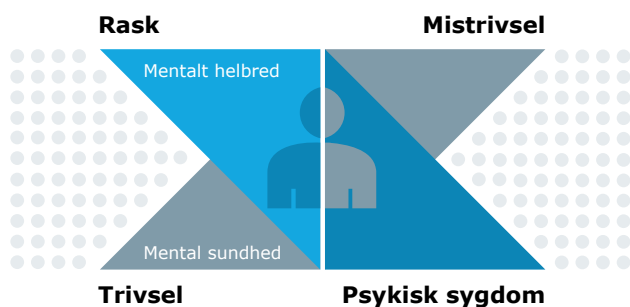 Rask
Mistrivsel
Mentalt helbred
Mental sundhed
Trivsel
Psykisk sygdom